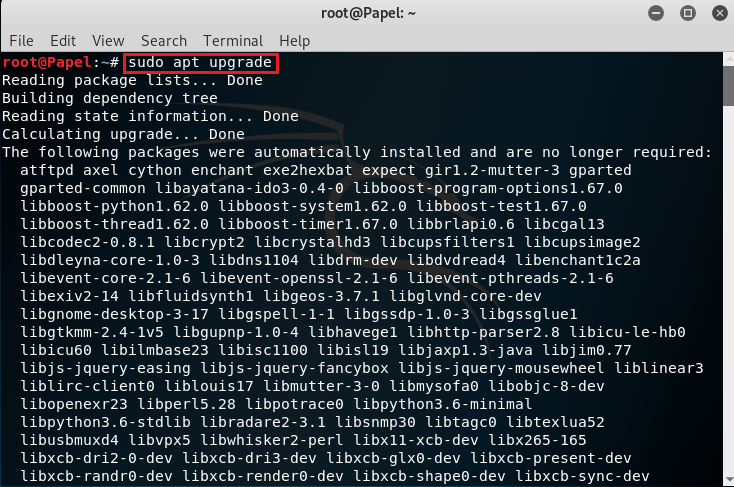 root@Papel: ~
File Edit View Search Terminal Help
root@Papel:~# sudo apt upgrade
Reading package lists... Done
Building dependency tree
Reading state information... Done
Calculating upgrade... Done
The following packages were automatically installed and are no longer required:
atftpd axel cython enchant exe2hexbat expect gir1.2-mutter-3 gparted
gparted-common libayatana-ido3-0.4-0 libboost-program-options1.67.0
libboost-python1.62.0 libboost-system1.62.0 libboost-test1.67.0
libboost-thread1.62.0 libboost-timer1.67.0 libbrlapi0.6 libcgal13
libcodec2-0.8.1 libcrypt2 libcrystalhd3 libcupsfilters1 libcupsimage2
libdleyna-core-1.0-3 libdns1104 libdrm-dev libdvdread4 libenchant1c2a
libevent-core-2.1-6 libevent-openssl-2.1-6 libevent-pthreads-2.1-6
libexiv2-14 libfluidsynth1 libgeos-3.7.1 libglvnd-core-dev
libgnome-desktop-3-17 libgspell-1-1 libgssdp-1.0-3 libgssglue1
libgtkmm-2.4-1v5 libgupnp-1.0-4 libhavege1 libhttp-parser2.8 libicu-le-hb0
libicu60 libilmbase23 libisc1100 libisl19 libjaxp1.3-java libjim0.77
libjs-jquery-easing libjs-jquery-fancybox libjs-jquery-mousewheel liblinear3
liblirc-client0 liblouis17 libmutter-3-0 libmysofa0 libobjc-8-dev
libopenexr23 libperl5.28 libpotrace0 libpython3.6-minimal
libpython3.6-stdlib libradare2-3.1 libsnmp30 libtagc0 libtexlua52
libusbmuxd4 libvpx5 libwhisker2-perl libx11-xcb-dev libx265-165
libxcb-dri2-0-dev libxcb-dri3-dev libxcb-glx0-dev libxcb-present-dev
libxcb-randr0-dev libxcb-render0-dev libxcb-shape0-dev libxcb-sync-dev